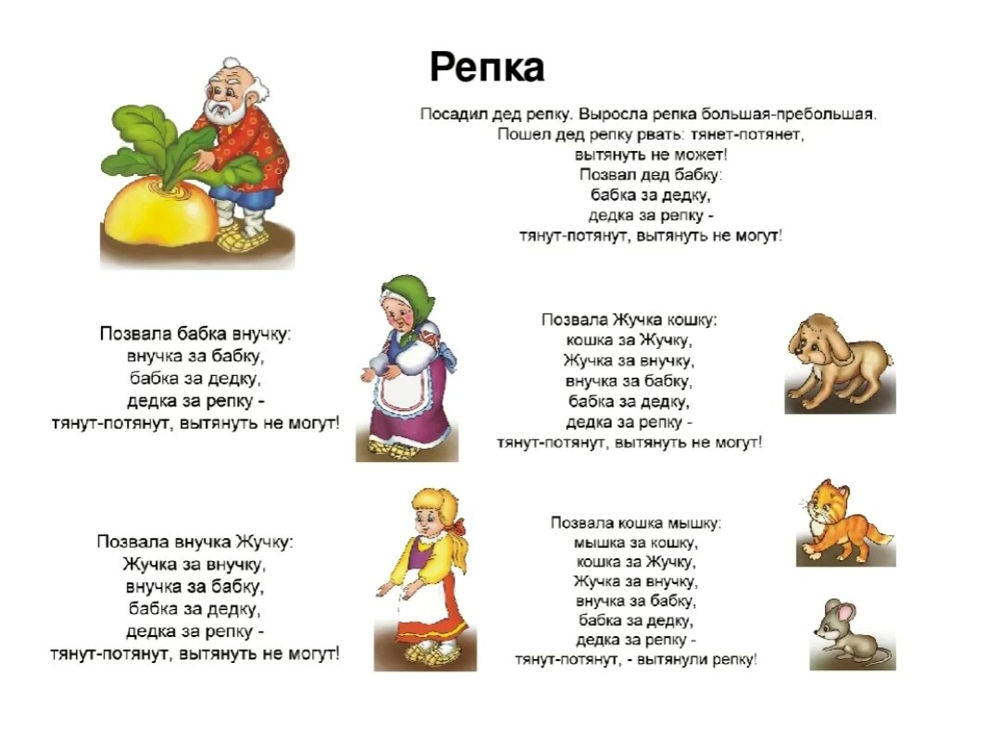 Репка
Посадил дед репку. Выросла репка большая-пребольшая.
Пошел дед репку рвать: тянет-потянет,
вытянуть не может!
Позвал дед бабку:
бабка за дедку,
дедка за репку -
тянут-потянут, вытянуть не могут!
Позвала бабка внучку:
внучка за бабку,
бабка за дедку,
дедка за репку -
тянут-потянут, вытянуть не могут!
Позвала внучка Жучку:
Жучка за внучку,
внучка за бабку,
бабка за дедку,
дедка за репку -
тянут-потянут, вытянуть не могут!
Позвала Жучка кошку:
кошка за Жучку,
Жучка за внучку,
внучка за бабку,
бабка за дедку,
дедка за репку -
тянут-потянут, вытянуть не могут!
Позвала кошка мышку:
мышка за кошку,
кошка за Жучку,
Жучка за внучку,
внучка за бабку,
бабка за дедку,
дедка за репку -
тянут-потянут, - вытянули репку!